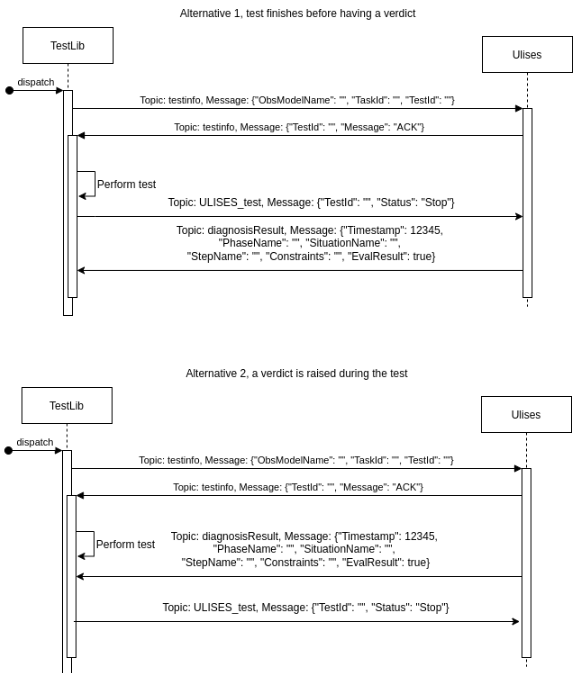 Alternative 1, test finishes before having a verdict
TestLib
Ulises
dispatch
Topic: testinfo, Message: {"ObsModelName": "", "TaskId": "", "TestId": ""}
Topic: testinfo, Message: {"TestId": "", "Message": "ACK"}
Perform test
Topic: ULISES_test, Message: {"TestId": "", "Status": "Stop"}
Topic: diagnosisResult, Message: {"Timestamp": 12345,
"PhaseName": "", "SituationName": "",
"StepName": "", "Constraints": "", "EvalResult": true}
Alternative 2, a verdict is raised during the test
TestLib
Ulises
dispatch
Topic: testinfo, Message: {"ObsModelName": "", "TaskId": "", "TestId": ""}
Topic: testinfo, Message: {"TestId": "", "Message": "ACK"}
Perform test
Topic: diagnosisResult, Message: {"Timestamp": 12345,
"PhaseName": "", "SituationName": "",
"StepName": "", "Constraints": "", "EvalResult": true}
Topic: ULISES_test, Message: {"TestId": "", "Status": "Stop"}